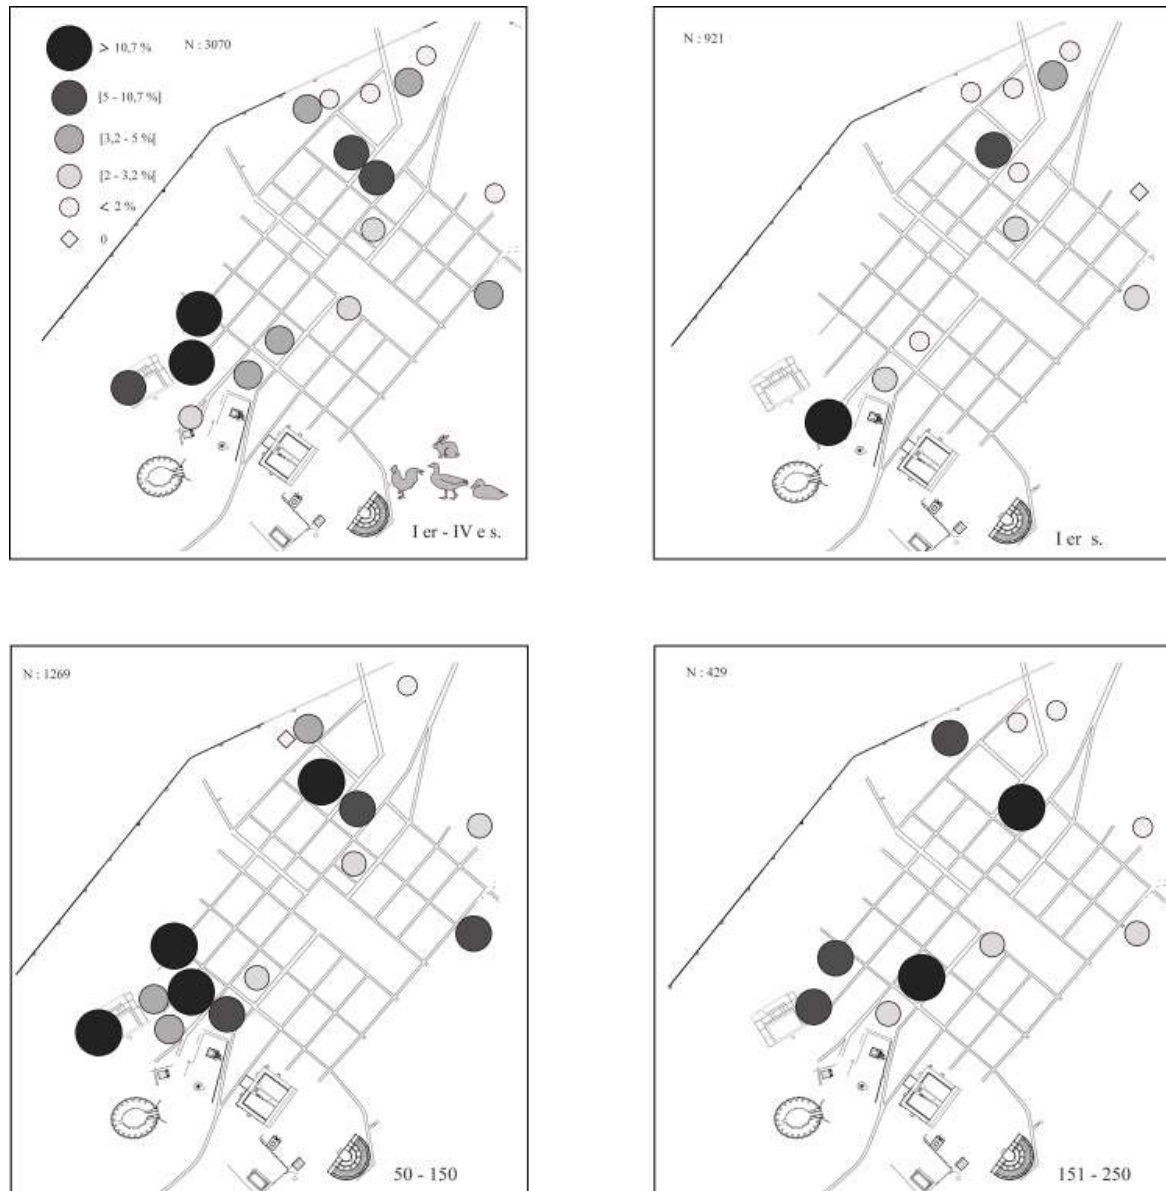 > 10,7 %
N : 3070
[5 - 10,7 %]
[3,2 - 5 %[
[2 - 3,2 %[
< 2 %
0
I er - IV e s.
N : 921
I er s.
N : 1269
50 - 150
N : 429
151 - 250